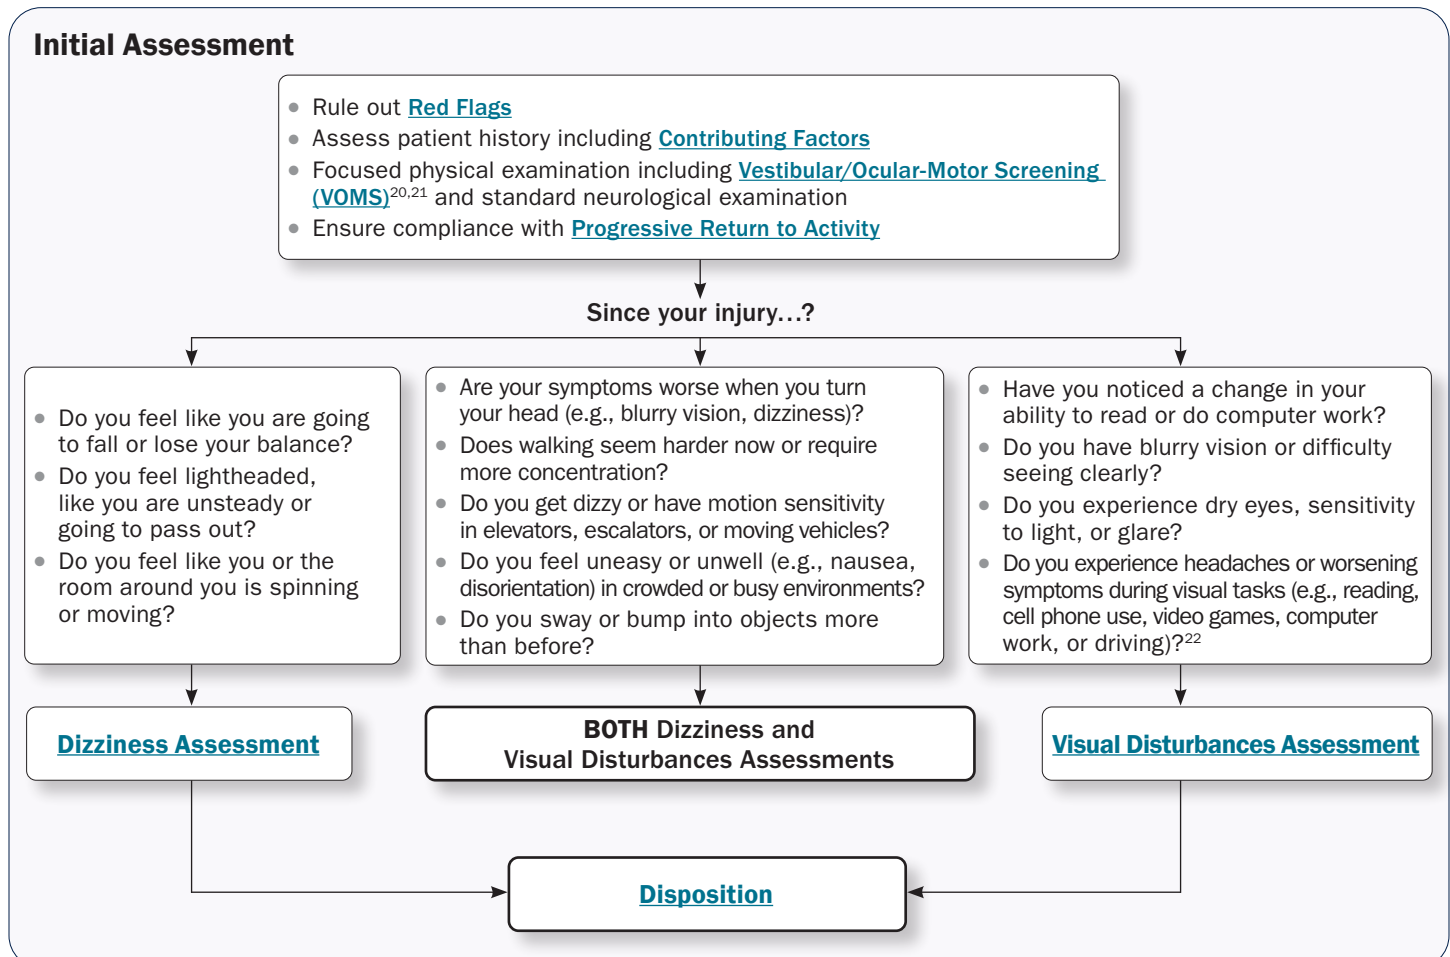 Initial Assessment
• Rule out Red Flags
• Assess patient history including Contributing Factors
• Focused physical examination including Vestibular/Ocular-Motor Screening
(VOMS)20,21 and standard neurological examination
• Ensure compliance with Progressive Return to Activity
Since your injury...?
• Do you feel like you are going
to fall or lose your balance?
• Do you feel lightheaded,
like you are unsteady or
going to pass out?
• Do you feel like you or the
room around you is spinning
or moving?
• Are your symptoms worse when you turn
your head (e.g., blurry vision, dizziness)?
• Does walking seem harder now or require
more concentration?
• Do you get dizzy or have motion sensitivity
in elevators, escalators, or moving vehicles?
• Do you feel uneasy or unwell (e.g., nausea,
disorientation) in crowded or busy environments?
• Do you sway or bump into objects more
than before?
• Have you noticed a change in your
ability to read or do computer work?
• Do you have blurry vision or difficulty
seeing clearly?
• Do you experience dry eyes, sensitivity
to light, or glare?
• Do you experience headaches or worsening
symptoms during visual tasks (e.g., reading,
cell phone use, video games, computer
work, or driving)?22
Dizziness Assessment
BOTH Dizziness and
Visual Disturbances Assessments
Visual Disturbances Assessment
Disposition